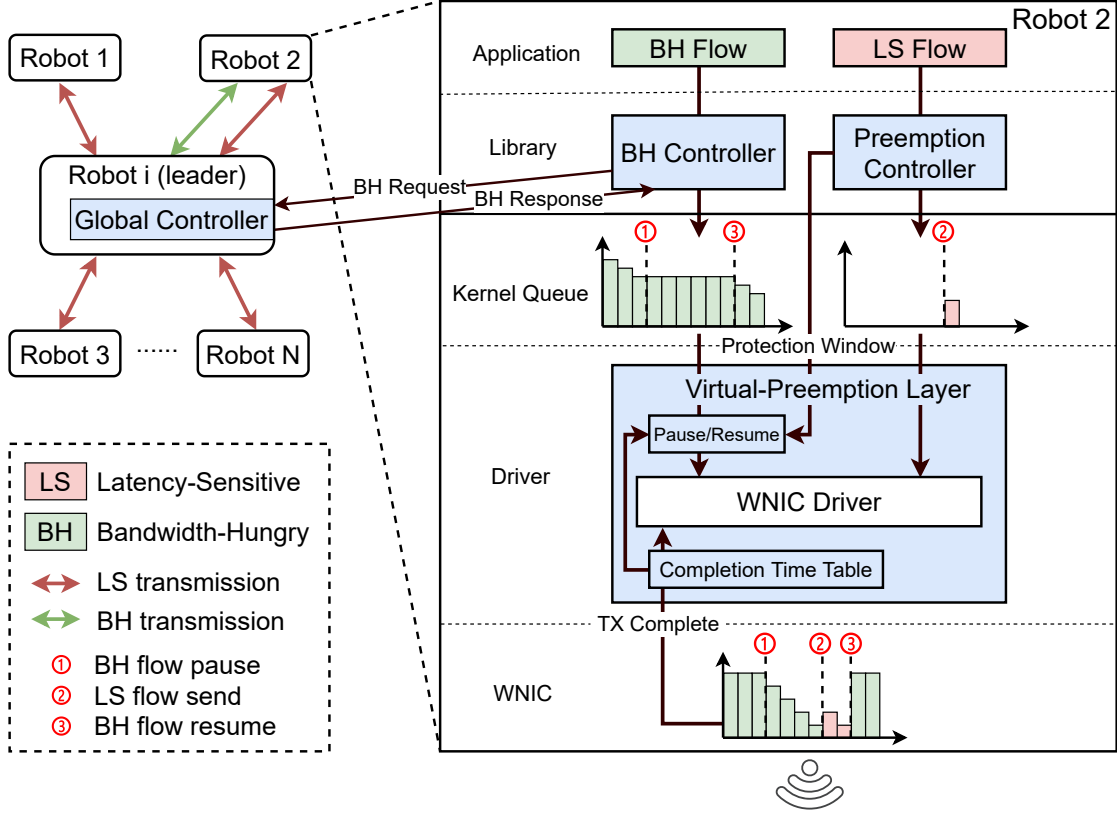 Robot 1
Robot 2
Robot i (leader)
Global Controller
Robot 3
......
Robot N
LS
Latency-Sensitive
BH
Bandwidth-Hungry
LS transmission
BH transmission
① BH flow pause
② LS flow send
③ BH flow resume
Robot 2
Application
BH Flow
LS Flow
Library
BH Controller
Preemption
Controller
BH Request
BH Response
Kernel Queue
①
③
②
Protection Window
Driver
Virtual-Preemption Layer
Pause/Resume
WNIC Driver
Completion Time Table
TX Complete
WNIC
①
②
③